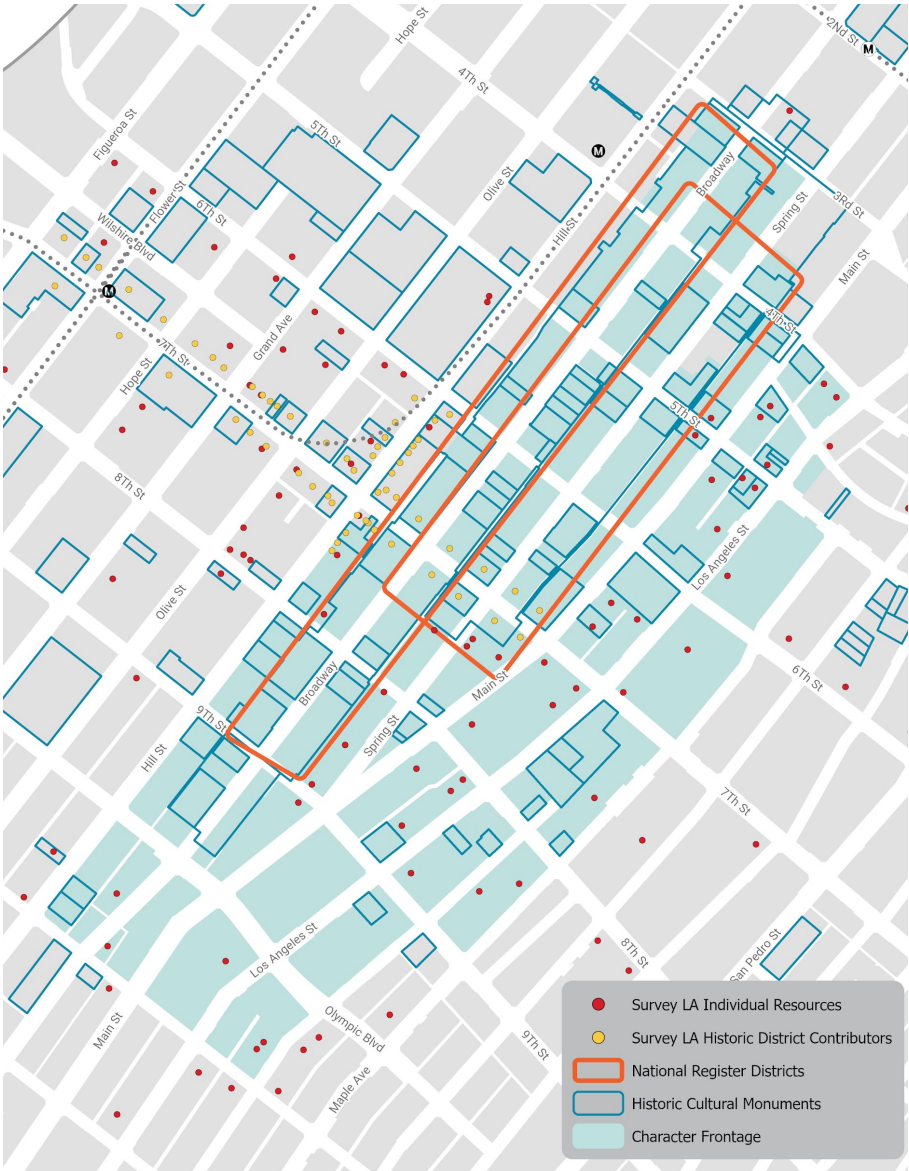 Hope St
2Nd St
M
4Th St
5Th St
Figueroa St
M
Olive St
Broadway
Flower St
6Th St
Spring St
3Rd St
Hill St
Wilshire Blvd
Main St
M
Grand Ave
4Th St
7Th St
Hope St
5Th St
8Th St
Los Angeles St
Olive St
6Th St
Broadway
Main St
9Th St
Spring St
Hill St
7Th St
Los Angeles St
8Th St
San Pedro St
Main St
Olympic Blvd
9Th St
Maple Ave
Survey LA Individual Resources
Survey LA Historic District Contributors
National Register Districts
Historic Cultural Monuments
Character Frontage